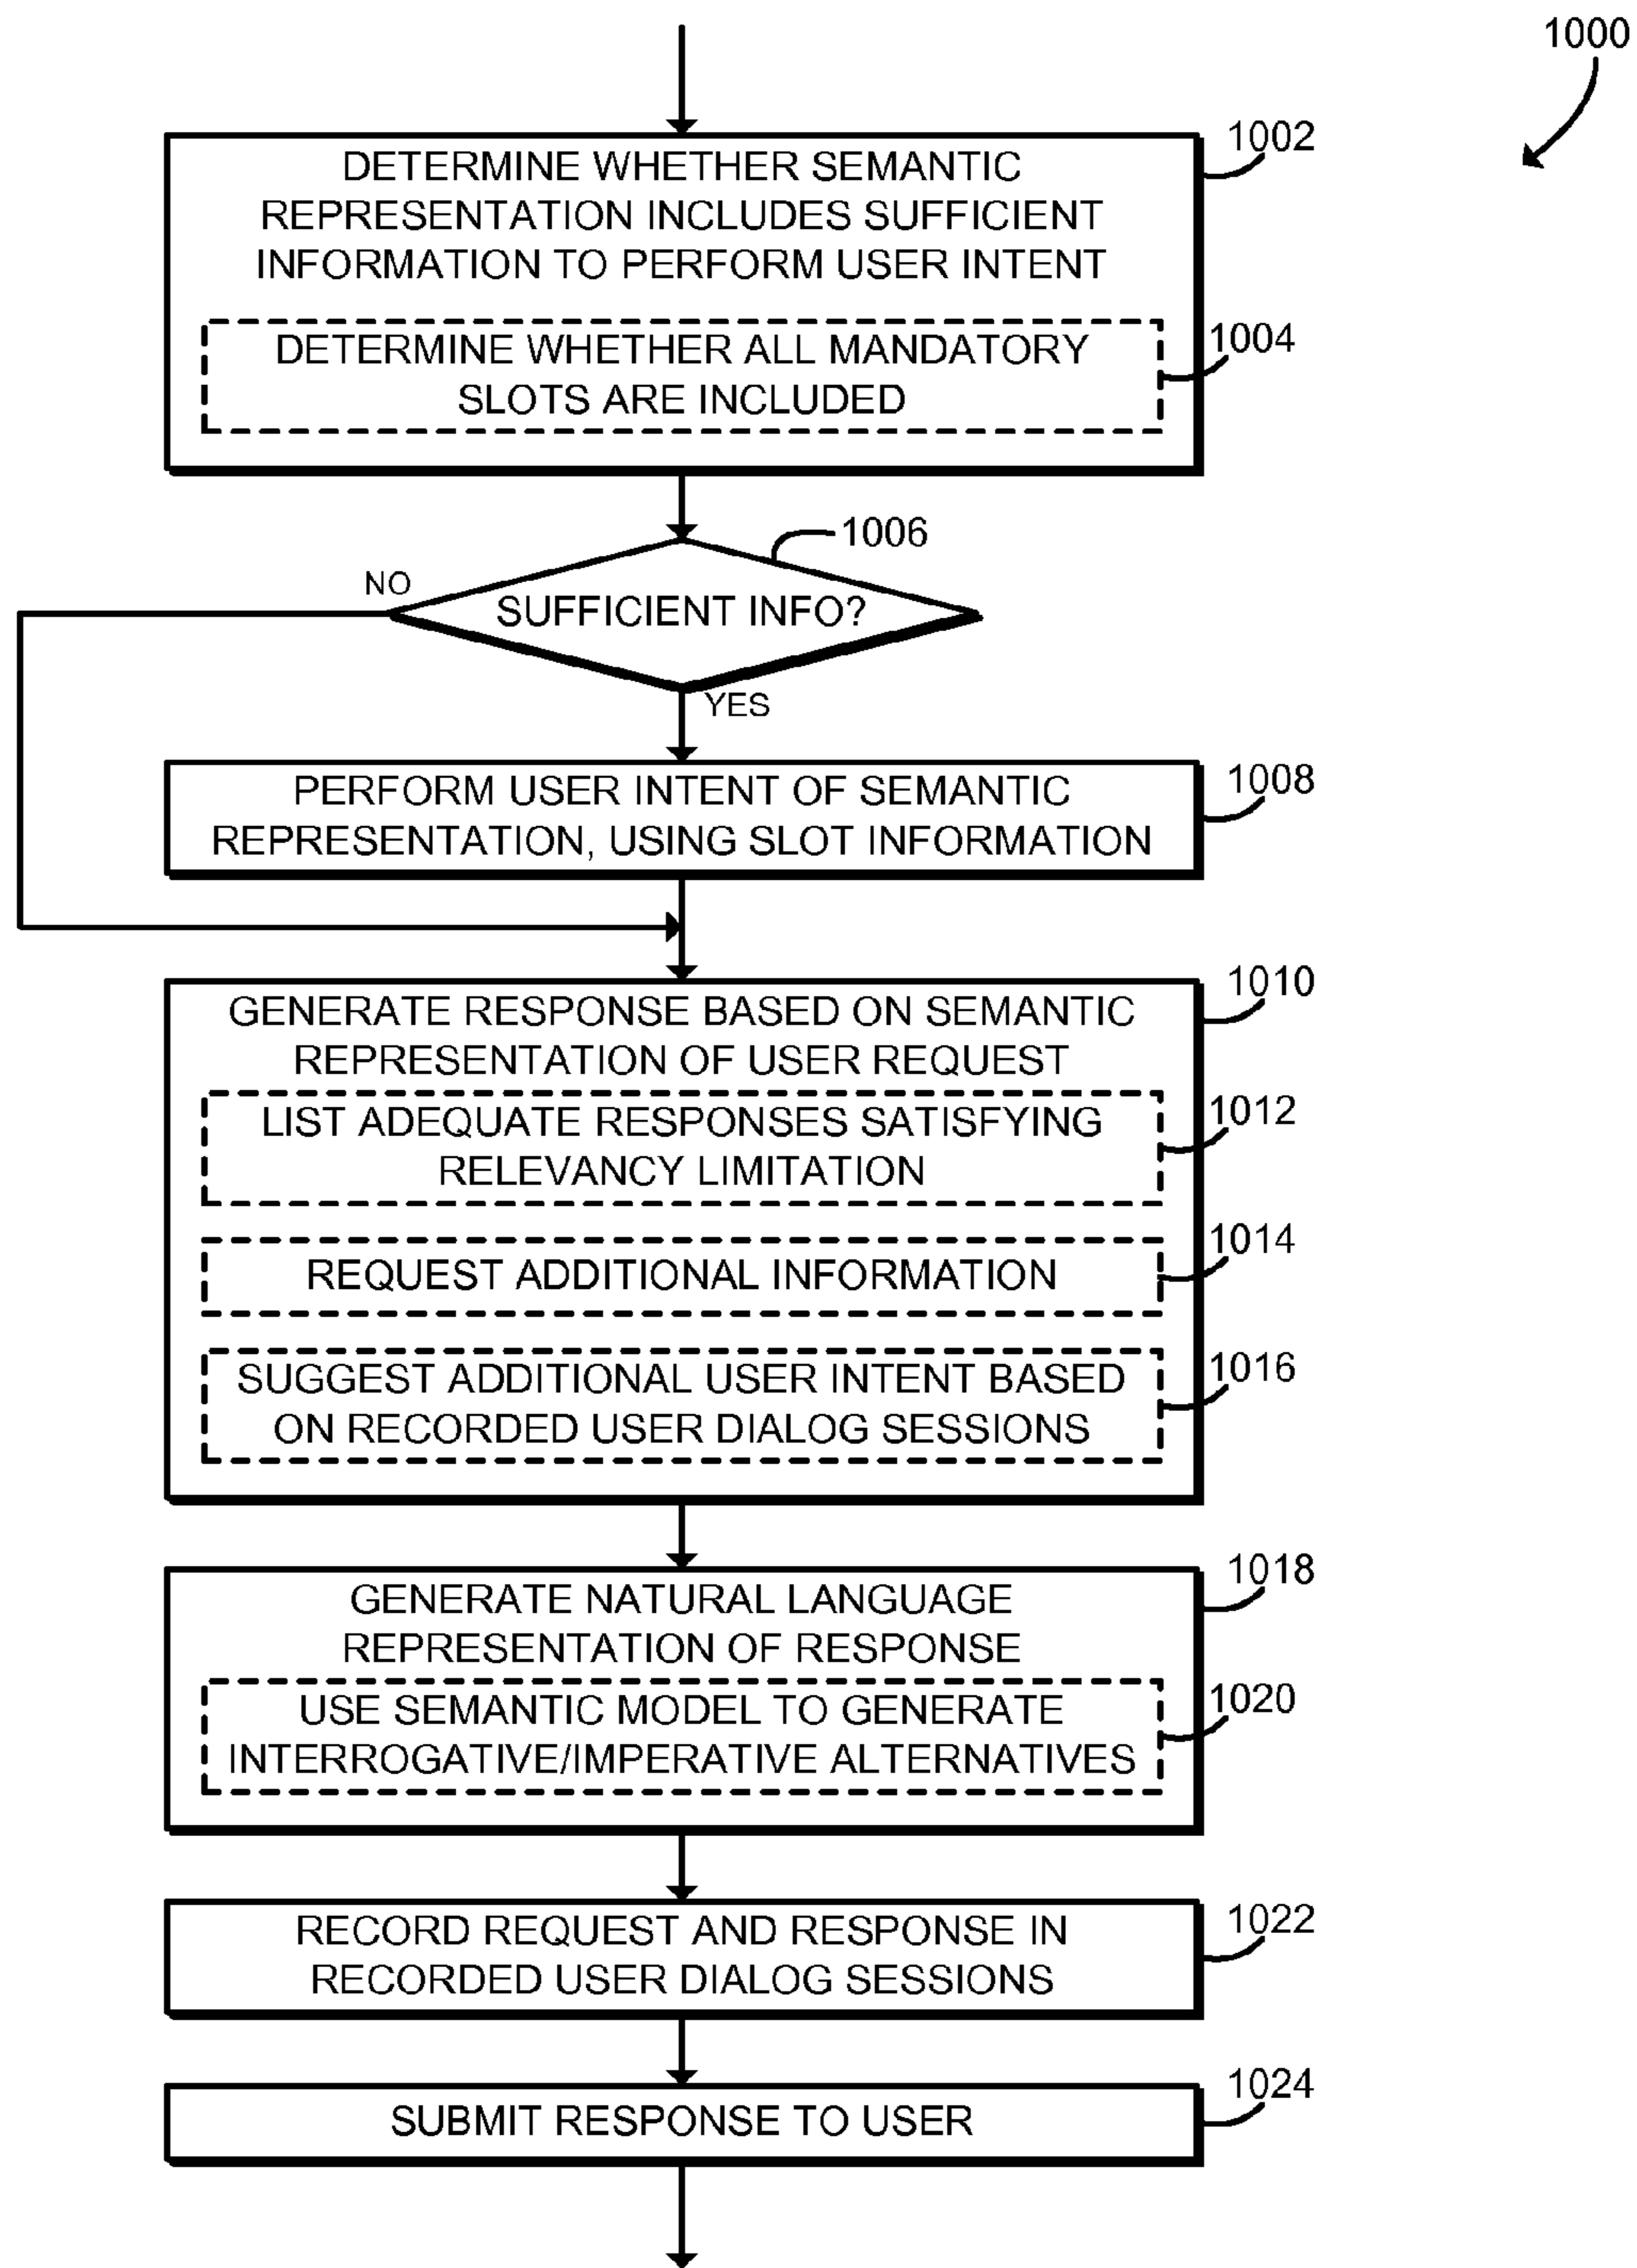 1000
DETERMINE WHETHER SEMANTIC
REPRESENTATION INCLUDES SUFFICIENT
INFORMATION TO PERFORM USER INTENT
1002
DETERMINE WHETHER ALL MANDATORY
SLOTS ARE INCLUDED
1004
1006
NO
SUFFICIENT INFO?
YES
PERFORM USER INTENT OF SEMANTIC
REPRESENTATION, USING SLOT INFORMATION
1008
GENERATE RESPONSE BASED ON SEMANTIC
REPRESENTATION OF USER REQUEST
1010
LIST ADEQUATE RESPONSES SATISFYING
RELEVANCY LIMITATION
1012
REQUEST ADDITIONAL INFORMATION
1014
SUGGEST ADDITIONAL USER INTENT BASED
ON RECORDED USER DIALOG SESSIONS
1016
GENERATE NATURAL LANGUAGE
REPRESENTATION OF RESPONSE
1018
USE SEMANTIC MODEL TO GENERATE
INTERROGATIVE/IMPERATIVE ALTERNATIVES
1020
RECORD REQUEST AND RESPONSE IN
RECORDED USER DIALOG SESSIONS
1022
SUBMIT RESPONSE TO USER
1024